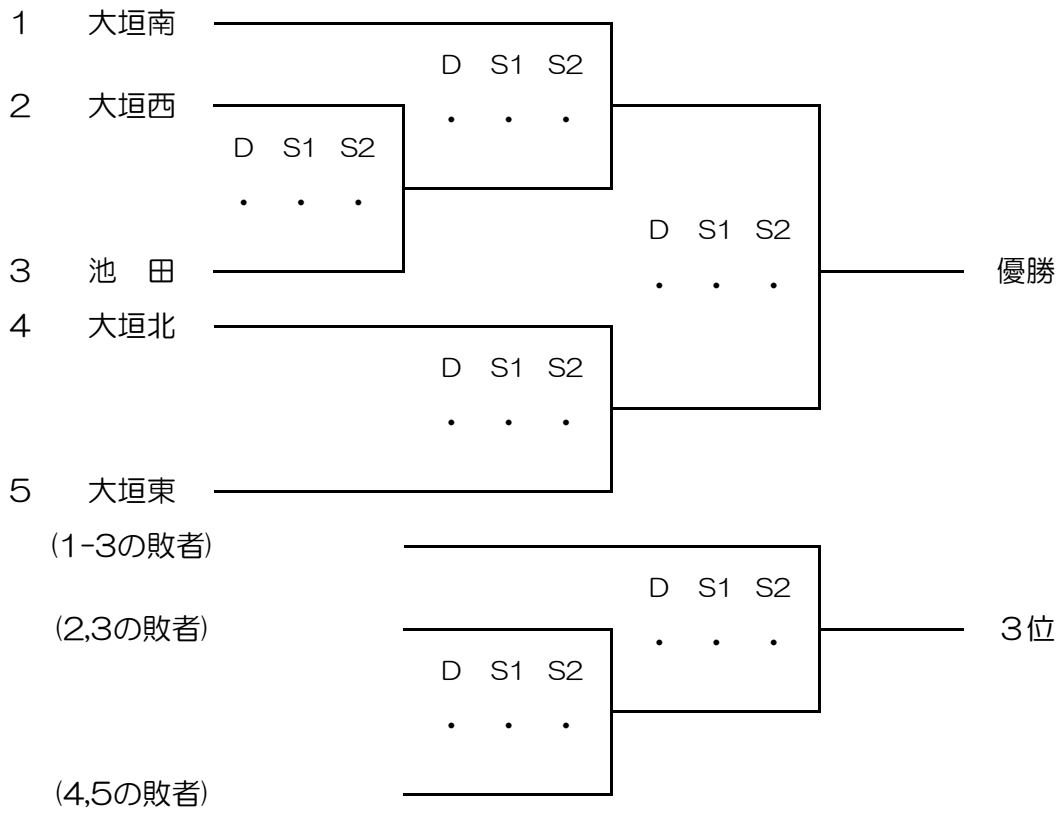 1 大垣南
D S1 S2
2 大垣西
・ ・ ・
D S1 S2
・ ・ ・
D S1 S2
3 池　田
優勝
・ ・ ・
4 大垣北
D S1 S2
・ ・ ・
5 大垣東
(1-3の敗者)
D S1 S2
(2,3の敗者)
３位
・ ・ ・
D S1 S2
・ ・ ・
(4,5の敗者)